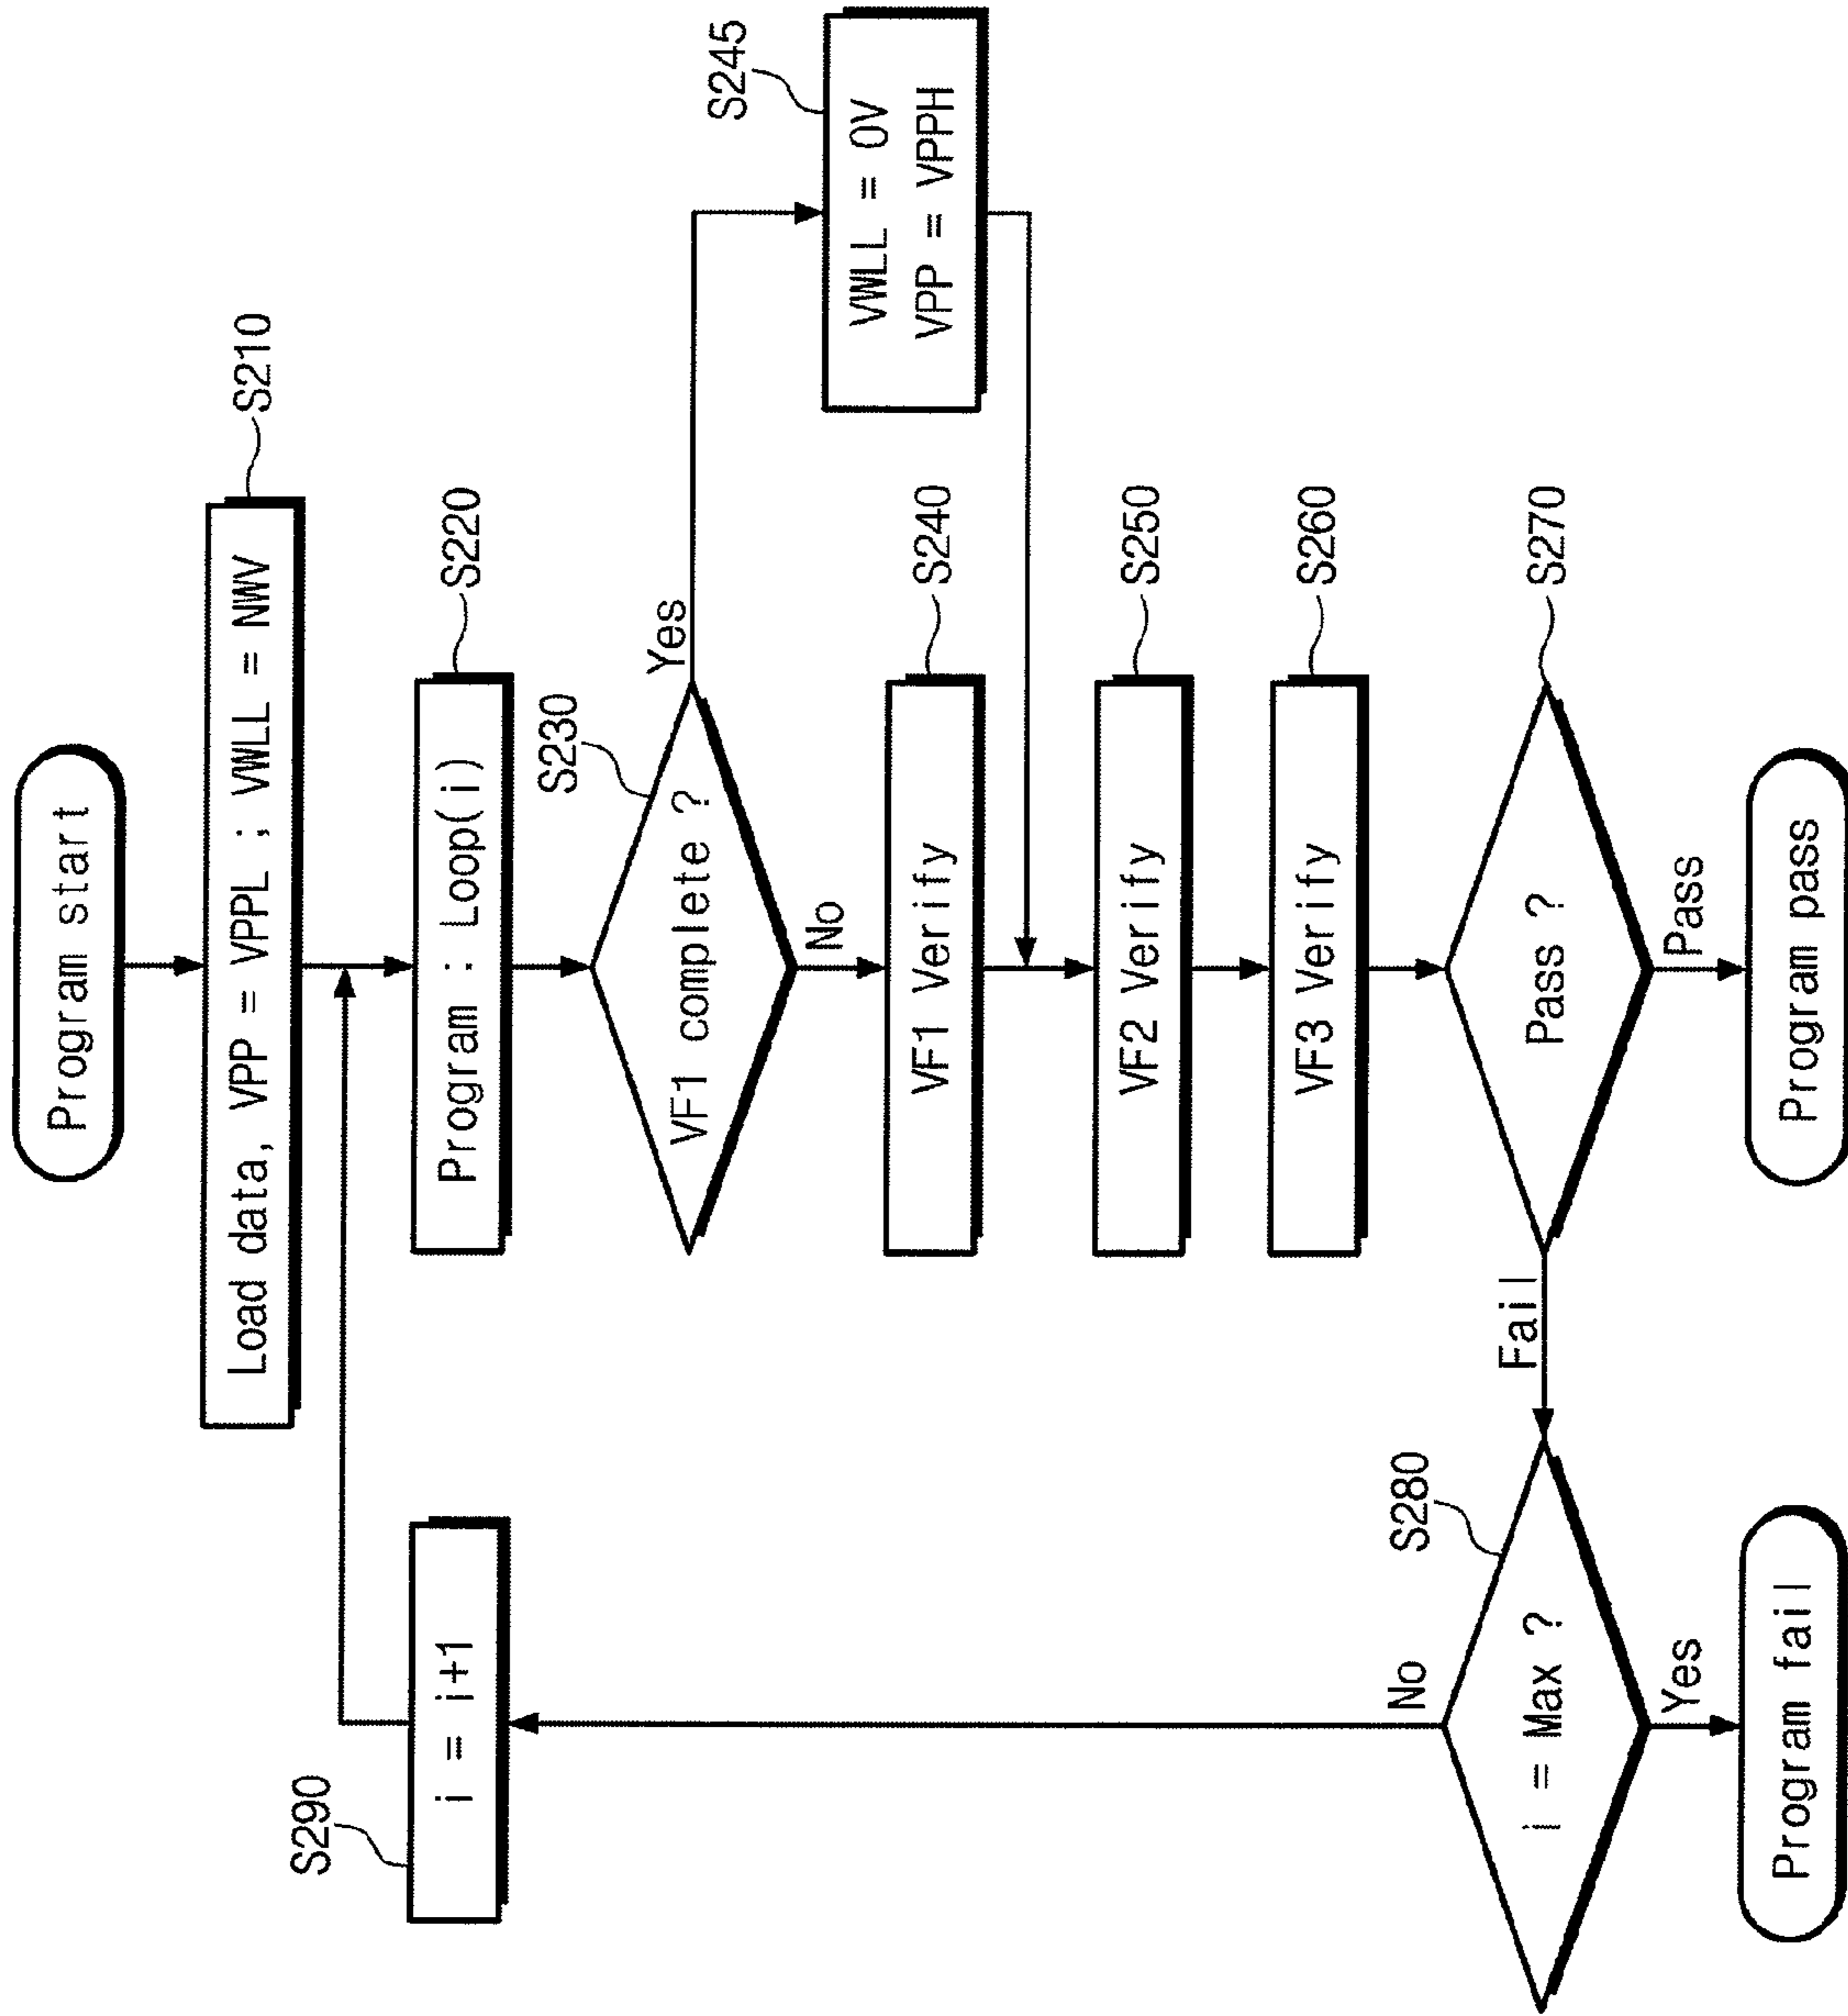 Program start
Load data, VPP = VPPL ; VWLL = NWV
S210
S290
i = i+1
Program : Loop(i)
S220
S230
VF1 complete ?
Yes
No
S245
VWLL = 0V
VPP = VPPH
VF1 Verify
S240
VF2 Verify
S250
VF3 Verify
S260
S270
Pass ?
Fail
Pass
S280
No
i = Max ?
Yes
Program fail
Program pass